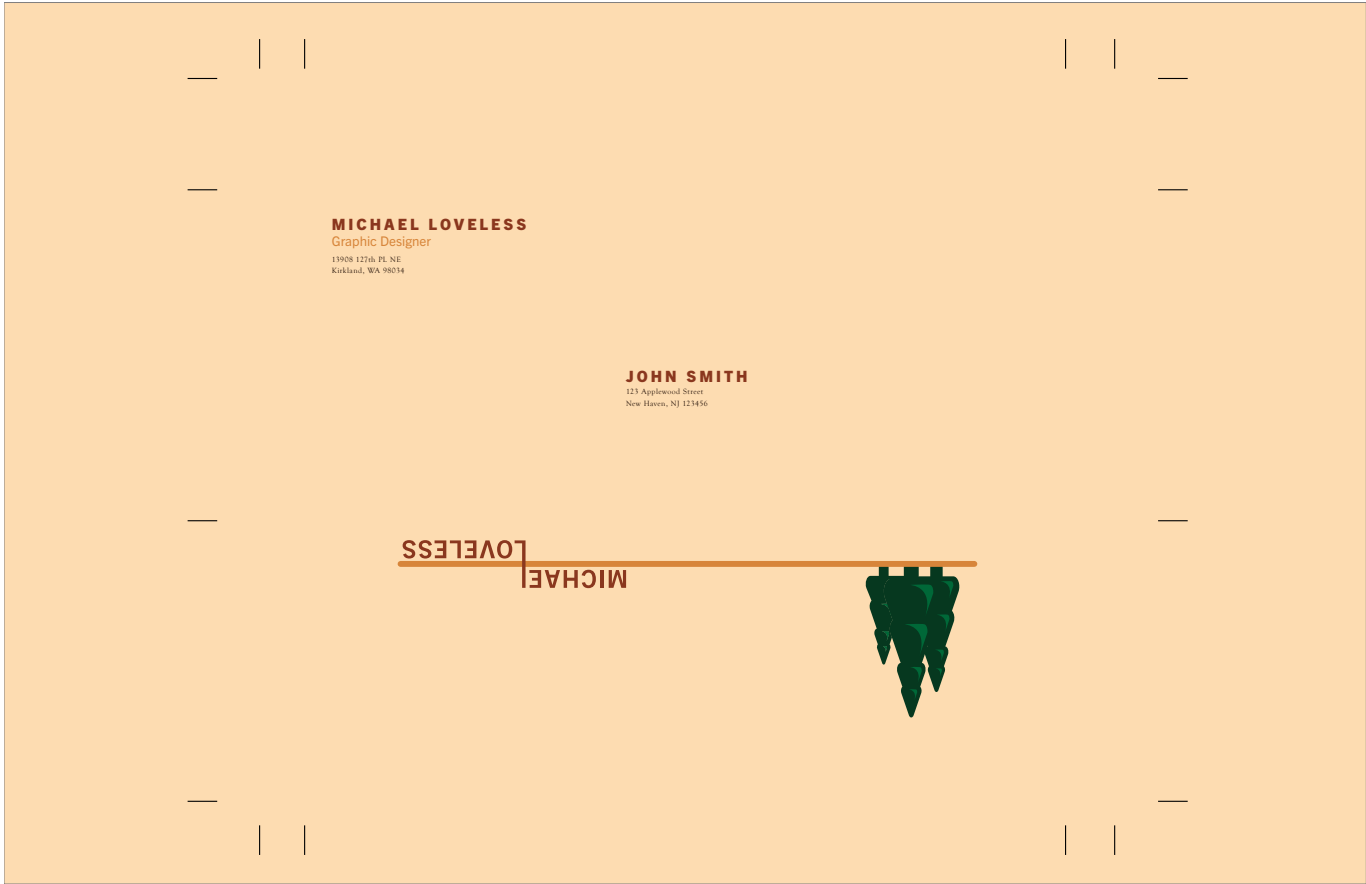 MICHAEL LOVELESS
Graphic Designer
13908 127th PL NE
Kirkland, WA 98034
JOHN SMITH
123 Applewood Street
New Haven, NJ 123456
MICHAEL
LOVELESS